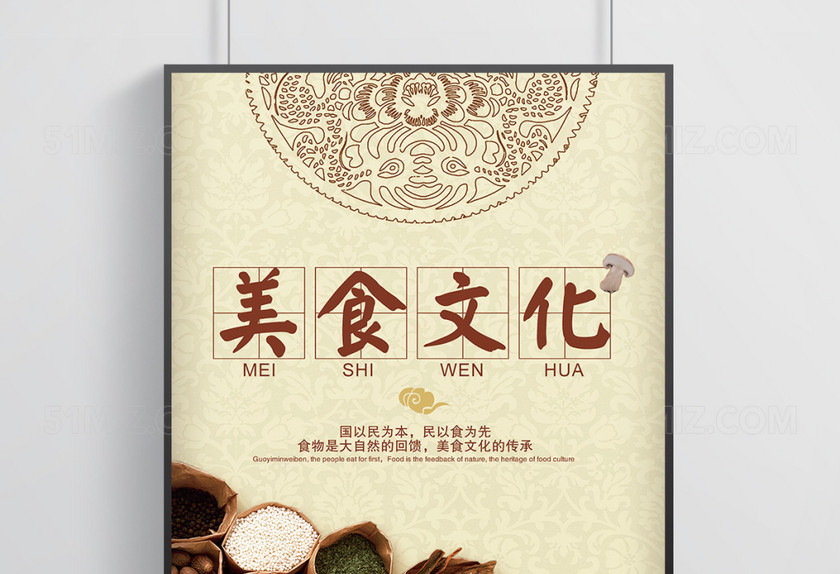 美食文化
MEI SHI WEN HUA
国以民为本，民以食为先
食物是大自然的回馈，美食文化的传承
Guoyiminweiben, the people eat for first，Food is the feedback of nature, the heritage of food culture